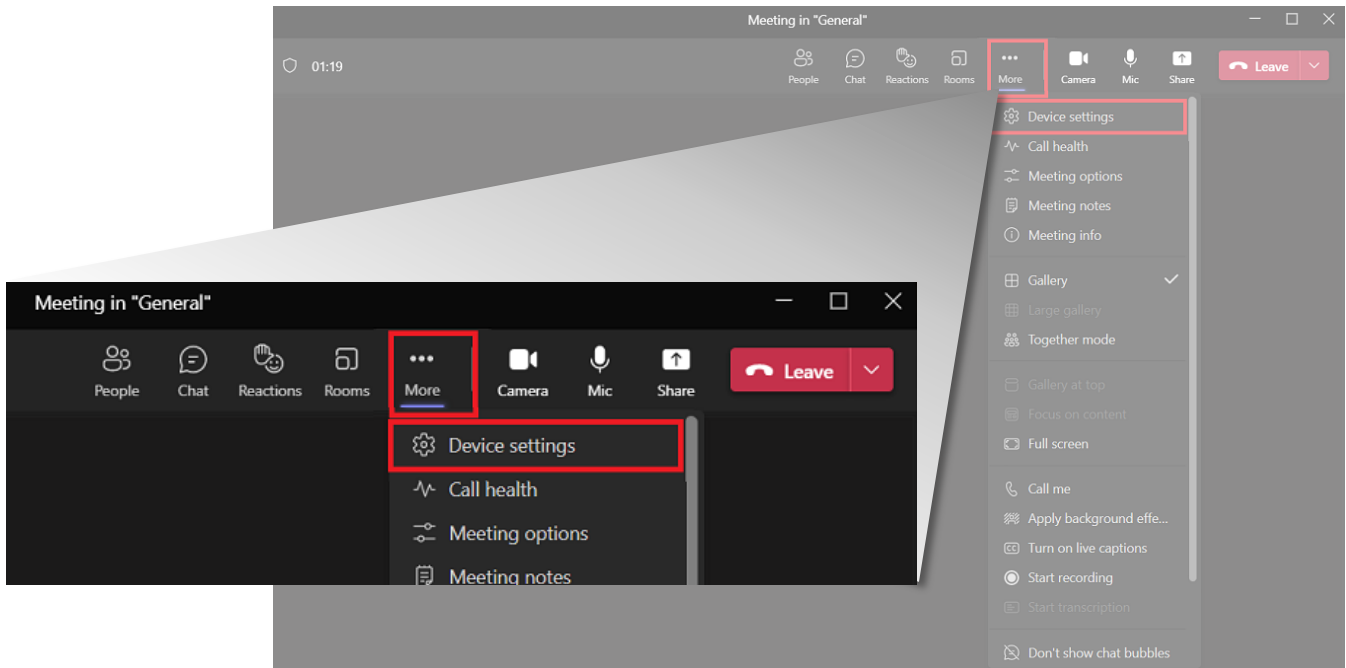 Meeting in "General"
01:19
People Chat Reactions Rooms More Camera Mic Share Leave
Device settings
Call health
Meeting options
Meeting notes
Meeting info
Gallery
Large gallery
Together mode
Gallery at top
Focus on content
Full screen
Call me
Apply background effe...
Turn on live captions
Start recording
Start transcription
Don't show chat bubbles
Meeting in "General"
People Chat Reactions Rooms More Camera Mic Share Leave
Device settings
Call health
Meeting options
Meeting notes